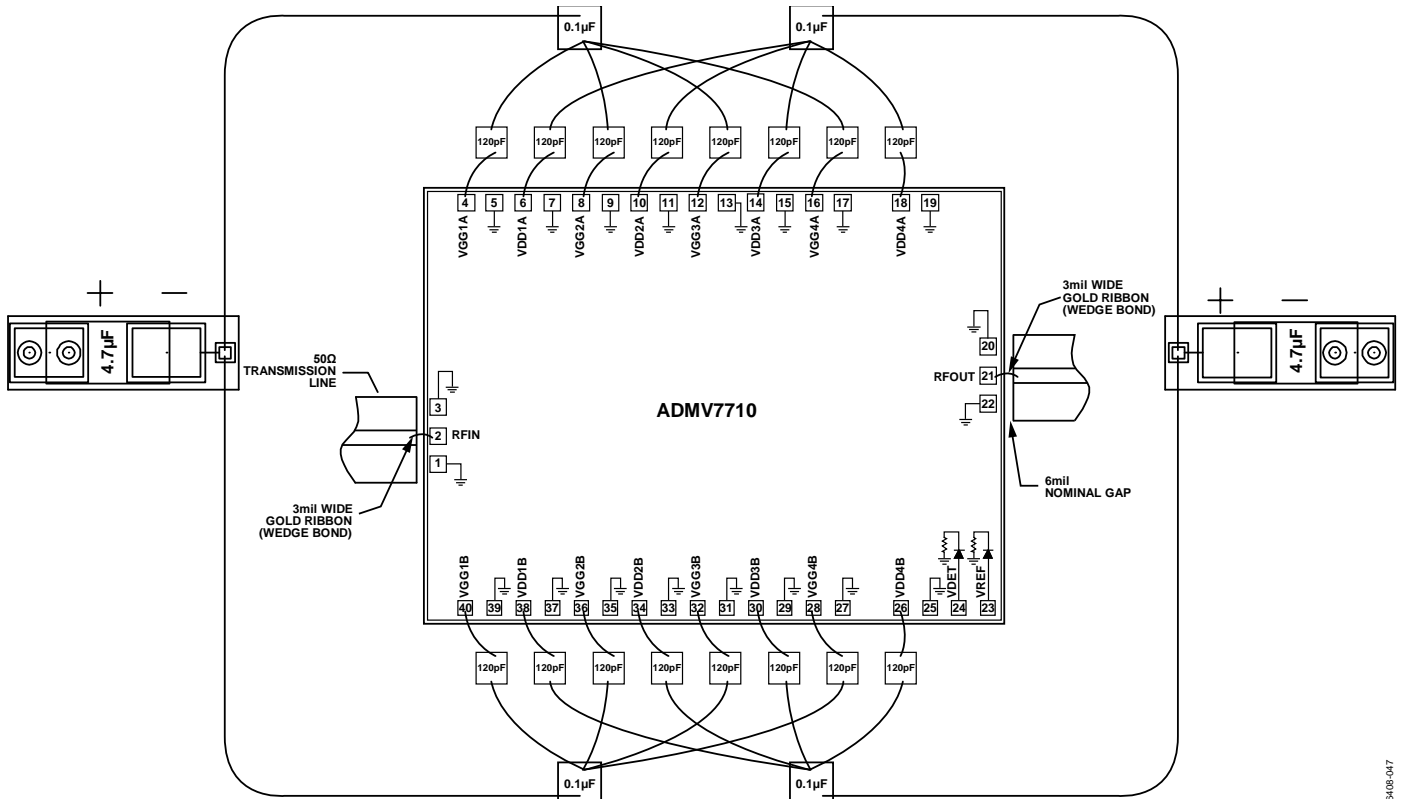 0.1µF
0.1µF
120pF
120pF
120pF
120pF
120pF
120pF
120pF
120pF
4
5
6
7
8
9
10
11
12
13
14
15
16
17
18
19
VGG1A
VDD1A
VGG2A
VDD2A
VGG3A
VDD3A
VGG4A
VDD4A
+
−
4.7µF
50Ω
TRANSMISSION
LINE
3
2
RFIN
1
3mil WIDE
GOLD RIBBON
(WEDGE BOND)
ADMV7710
3mil WIDE
GOLD RIBBON
(WEDGE BOND)
20
RFOUT
21
22
6mil
NOMINAL GAP
+
−
4.7µF
VGG1B
VDD1B
VGG2B
VDD2B
VGG3B
VDD3B
VGG4B
VDD4B
VDET
VREF
40
39
38
37
36
35
34
33
32
31
30
29
28
27
26
25
24
23
120pF
120pF
120pF
120pF
120pF
120pF
120pF
120pF
0.1µF
0.1µF